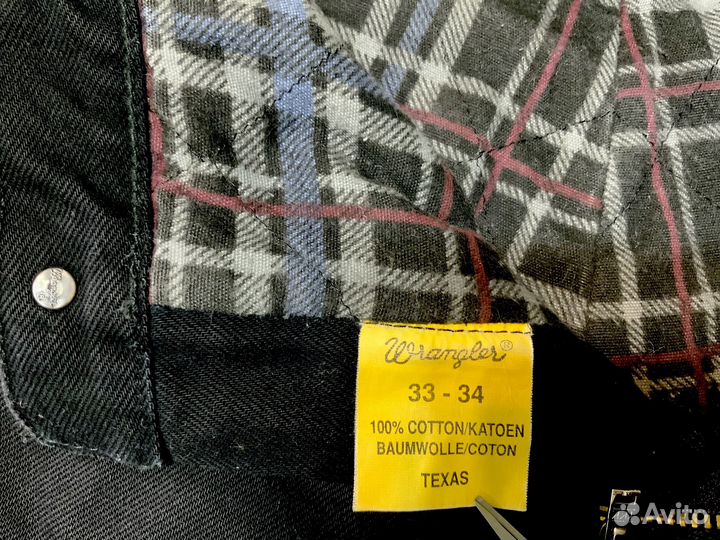 Wrangler®
33 - 34
100% COTTON/KATOEN
BAUMWOLLE/COTON
TEXAS
Avito